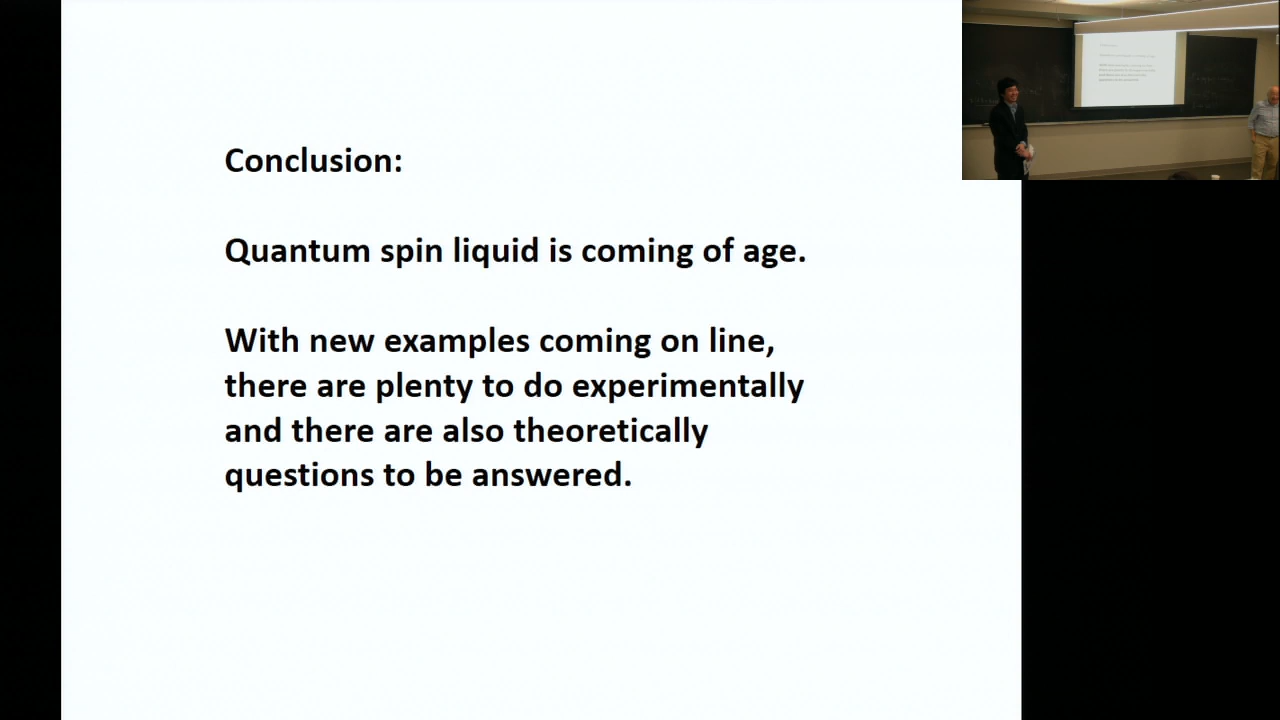 Conclusion:
Quantum spin liquid is coming of age.
With new examples coming on line,
there are plenty to do experimentally
and there are also theoretically
questions to be answered.